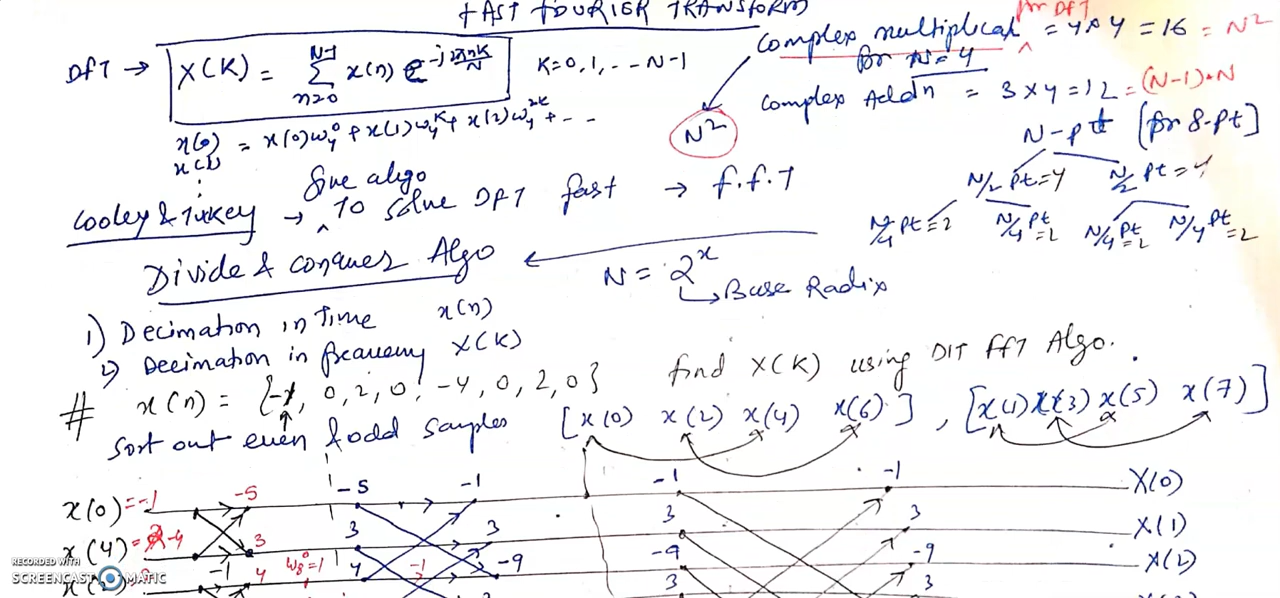 FAST FOURIER TRANSFORM
DFT → X(K) = N-1 Σ n=0 x(n) e^-j2πnk/N K=0,1,... N-1
x(0) = x(0)w4^0 + x(1)w4^K + x(2)w4^2K + - - -
x(1)
⋮
Complex multiplicat for DFT = 4x4 = 16 = N²
for N=4
Complex Addn = 3x4 = 12 = (N-1)*N
N²
N-pt [for 8-pt]
N/2 pt=4 N/2 pt=4
N/4 pt=2 N/4 pt=2 N/4 pt=2 N/4 pt=2
Give algo
Cooley & Tukey → To solve DFT fast → F.F.T
Divide & Conquer Algo
N = 2^x
→ Base Radix
1) Decimation in Time x(n)
2) Decimation in frequency X(K)
# x(n) = {-1, 0, 2, 0, -4, 0, 2, 0} find X(K) using DIT FFT Algo.
Sort out even & odd samples [x(0) x(2) x(4) x(6)], [x(1) x(3) x(5) x(7)]
x(0)=-1 -5 -5 -1 -1 -1 X(0)
x(4)=-4 3 3 3 3 3 X(1)
-1 4 w8^0=1 4 -1 -9 -9 -9 X(2)
3 3
RECORDED WITH
SCREENCAST MATIC